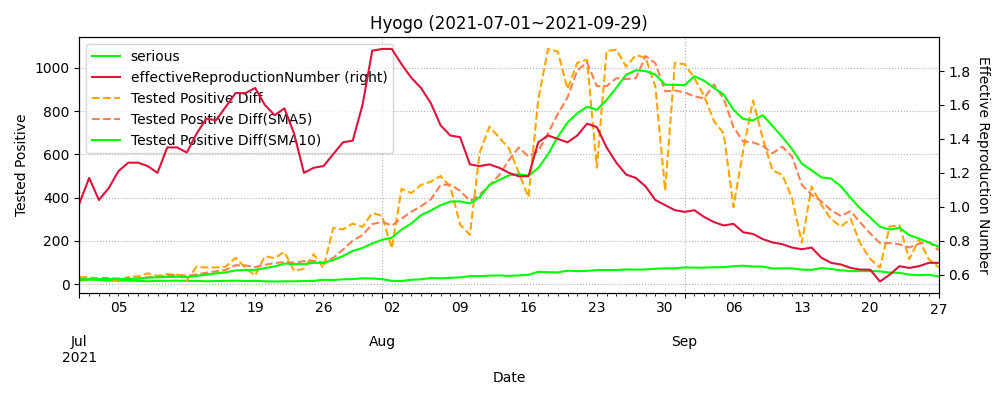 Hyogo (2021-07-01~2021-09-29)
serious
effectiveReproductionNumber (right)
Tested Positive Diff
Tested Positive Diff(SMA5)
Tested Positive Diff(SMA10)
Tested Positive
1000
800
600
400
200
0
Effective Reproduction Number
1.8
1.6
1.4
1.2
1.0
0.8
0.6
05 12 19 26 02 09 16 23 30 06 13 20 27
Jul Aug Sep
2021
Date